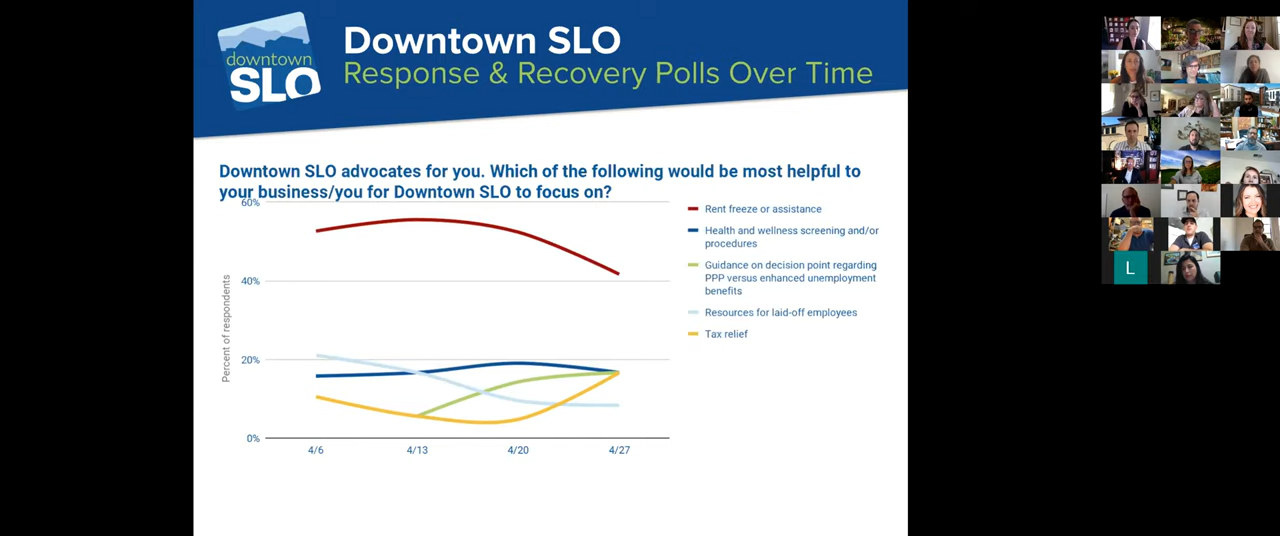 downtown
SLO
Downtown SLO
Response & Recovery Polls Over Time
Downtown SLO advocates for you. Which of the following would be most helpful to
your business/you for Downtown SLO to focus on?
60%
40%
20%
0%
Percent of respondents
4/6
4/13
4/20
4/27
Rent freeze or assistance
Health and wellness screening and/or
procedures
Guidance on decision point regarding
PPP versus enhanced unemployment
benefits
Resources for laid-off employees
Tax relief
L